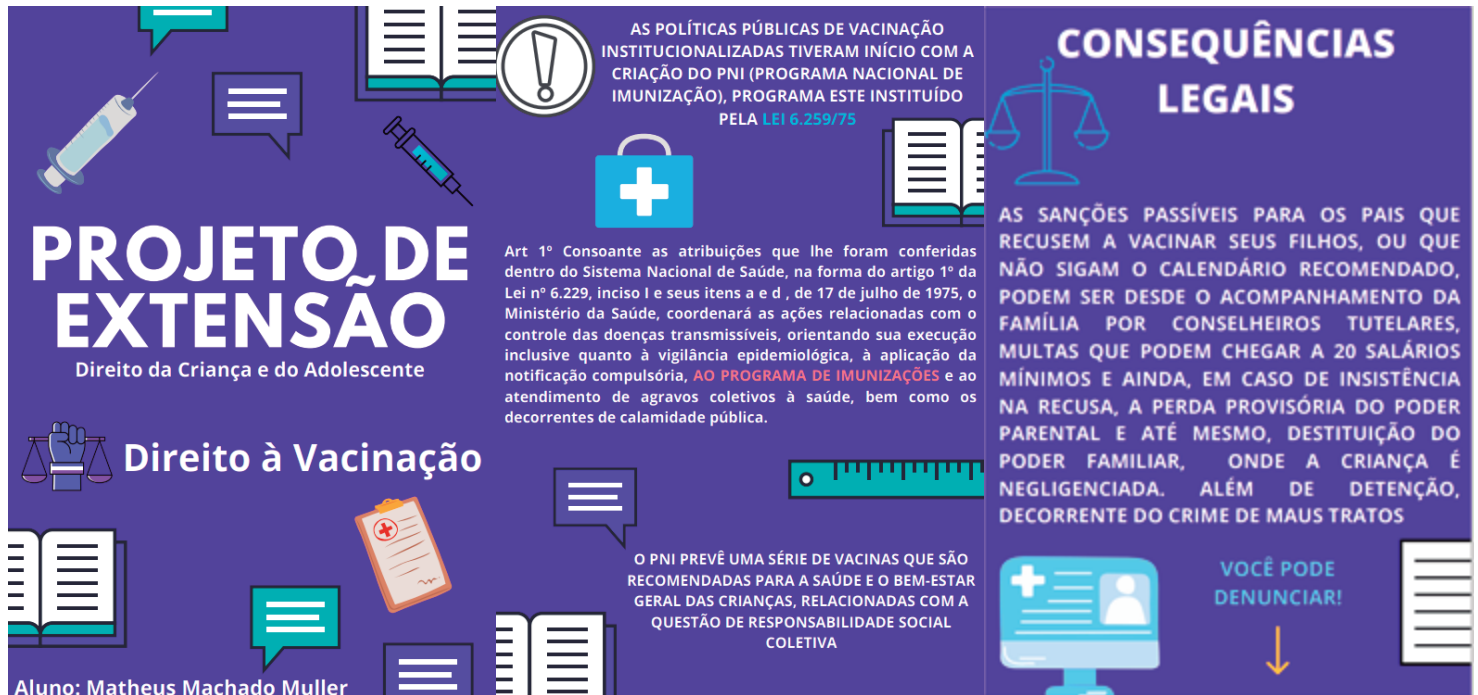 PROJETO DE
EXTENSÃO
Direito da Criança e do Adolescente
Direito à Vacinação
Aluno: Matheus Machado Muller
AS POLÍTICAS PÚBLICAS DE VACINAÇÃO
INSTITUCIONALIZADAS TIVERAM INÍCIO COM A
CRIAÇÃO DO PNI (PROGRAMA NACIONAL DE
IMUNIZAÇÃO), PROGRAMA ESTE INSTITUÍDO
PELA LEI 6.259/75
Art 1º Consoante as atribuições que lhe foram conferidas
dentro do Sistema Nacional de Saúde, na forma do artigo 1º da
Lei nº 6.229, inciso I e seus itens a e d , de 17 de julho de 1975, o
Ministério da Saúde, coordenará as ações relacionadas com o
controle das doenças transmissíveis, orientando sua execução
inclusive quanto à vigilância epidemiológica, à aplicação da
notificação compulsória, AO PROGRAMA DE IMUNIZAÇÕES e ao
atendimento de agravos coletivos à saúde, bem como os
decorrentes de calamidade pública.
O PNI PREVÊ UMA SÉRIE DE VACINAS QUE SÃO
RECOMENDADAS PARA A SAÚDE E O BEM-ESTAR
GERAL DAS CRIANÇAS, RELACIONADAS COM A
QUESTÃO DE RESPONSABILIDADE SOCIAL
COLETIVA
CONSEQUÊNCIAS
LEGAIS
AS SANÇÕES PASSÍVEIS PARA OS PAIS QUE
RECUSEM A VACINAR SEUS FILHOS, OU QUE
NÃO SIGAM O CALENDÁRIO RECOMENDADO,
PODEM SER DESDE O ACOMPANHAMENTO DA
FAMÍLIA POR CONSELHEIROS TUTELARES,
MULTAS QUE PODEM CHEGAR A 20 SALÁRIOS
MÍNIMOS E AINDA, EM CASO DE INSISTÊNCIA
NA RECUSA, A PERDA PROVISÓRIA DO PODER
PARENTAL E ATÉ MESMO, DESTITUIÇÃO DO
PODER FAMILIAR, ONDE A CRIANÇA É
NEGLIGENCIADA. ALÉM DE DETENÇÃO,
DECORRENTE DO CRIME DE MAUS TRATOS
VOCÊ PODE
DENUNCIAR!